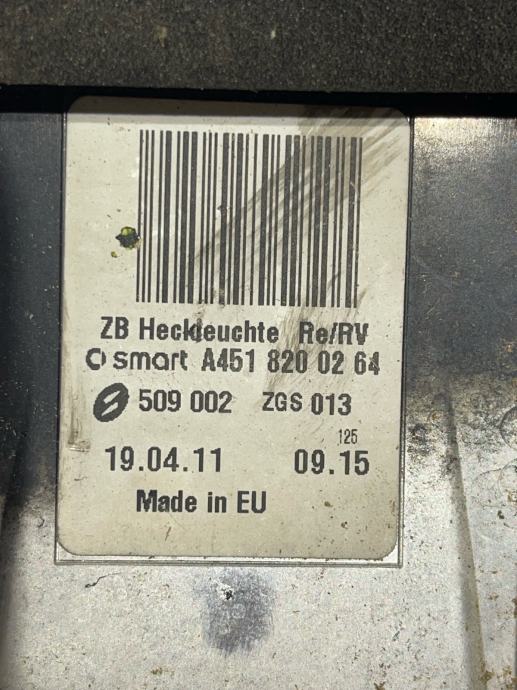 ZB Heckleuchte Re/RV
smart A451 820 02 64
509 002 ZGS 013
125
19.04.11 09.15
Made in EU